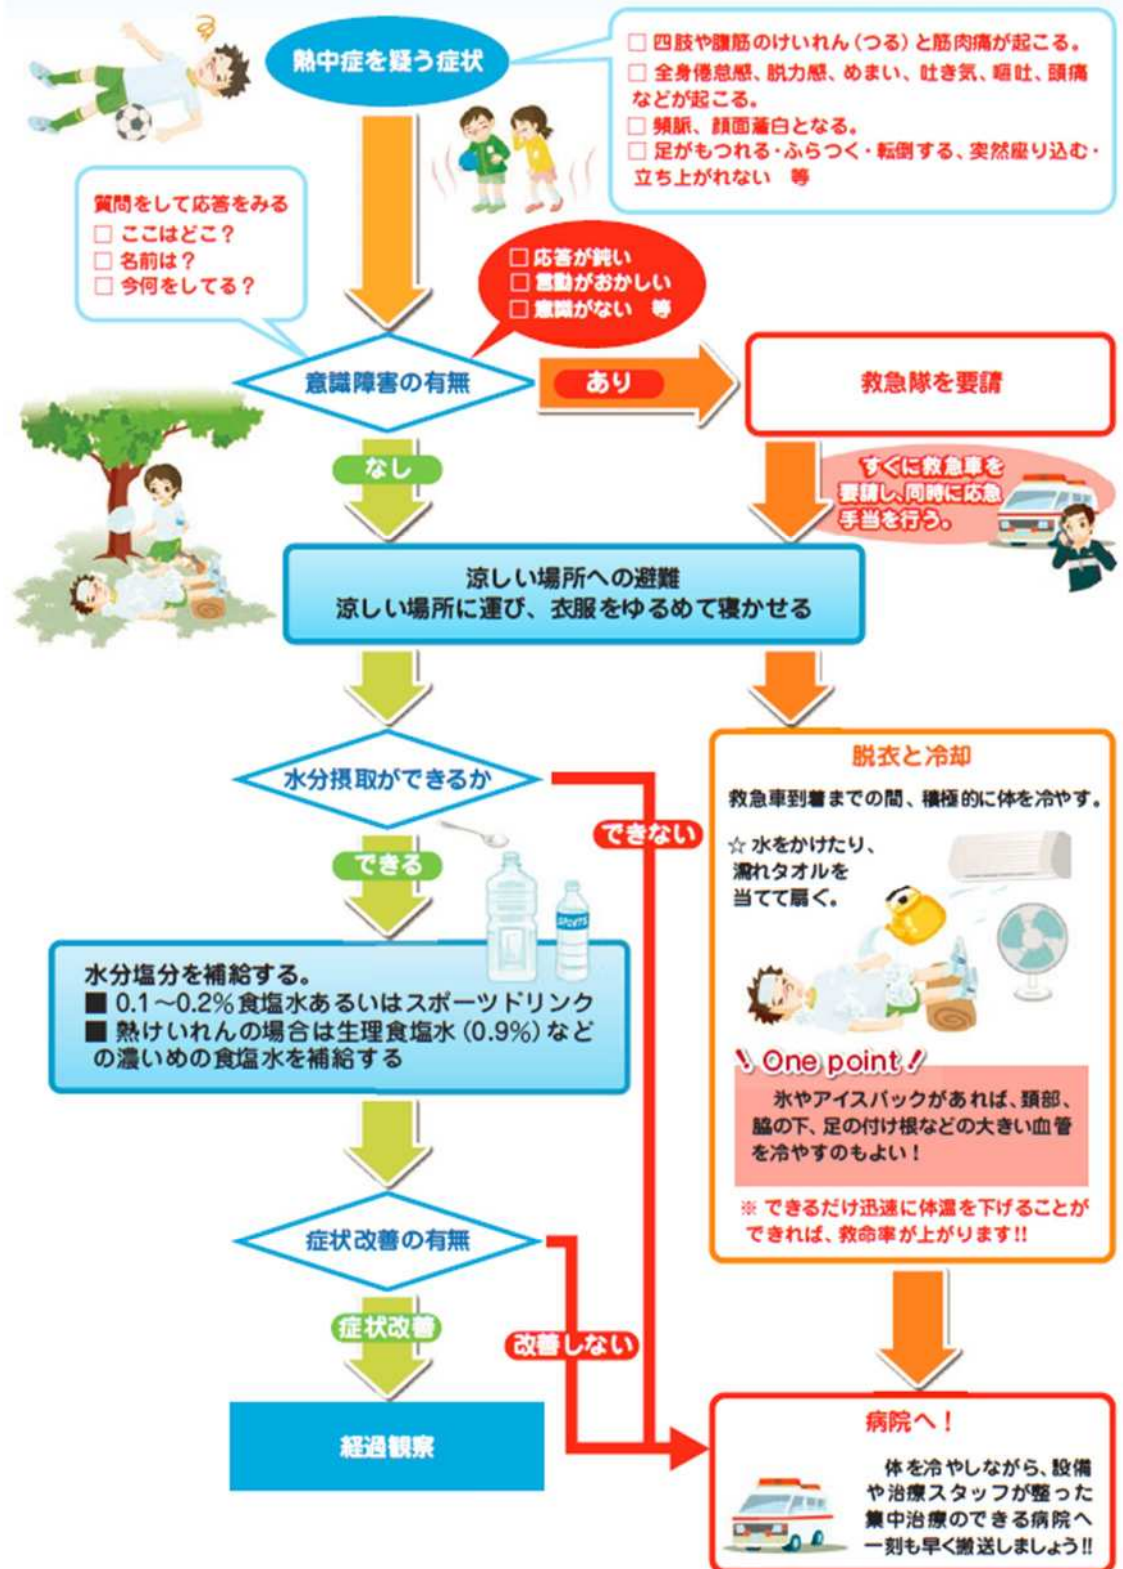 熱中症を疑う症状
□ 四肢や腹筋のけいれん（つる）と筋肉痛が起こる。
□ 全身倦怠感、脱力感、めまい、吐き気、嘔吐、頭痛
などが起こる。
□ 頻脈、顔面蒼白となる。
□ 足がもつれる・ふらつく・転倒する、突然座り込む・
立ち上がれない　等
質問をして応答をみる
□ ここはどこ？
□ 名前は？
□ 今何をしてる？
□ 応答が鈍い
□ 言動がおかしい
□ 意識がない　等
意識障害の有無
あり
救急隊を要請
なし
すぐに救急車を
要請し、同時に応急
手当を行う。
涼しい場所への避難
涼しい場所に運び、衣服をゆるめて寝かせる
水分摂取ができるか
できない
できる
SPORTS
水分塩分を補給する。
■ 0.1～0.2%食塩水あるいはスポーツドリンク
■ 熱けいれんの場合は生理食塩水（0.9%）など
の濃いめの食塩水を補給する
脱衣と冷却
救急車到着までの間、積極的に体を冷やす。
☆ 水をかけたり、
濡れタオルを
当てて扇ぐ。
One point
氷やアイスパックがあれば、頚部、
脇の下、足の付け根などの大きい血管
を冷やすのもよい！
※ できるだけ迅速に体温を下げることが
できれば、救命率が上がります!!
症状改善の有無
症状改善
改善しない
経過観察
病院へ！
体を冷やしながら、設備
や治療スタッフが整った
集中治療のできる病院へ
一刻も早く搬送しましょう!!